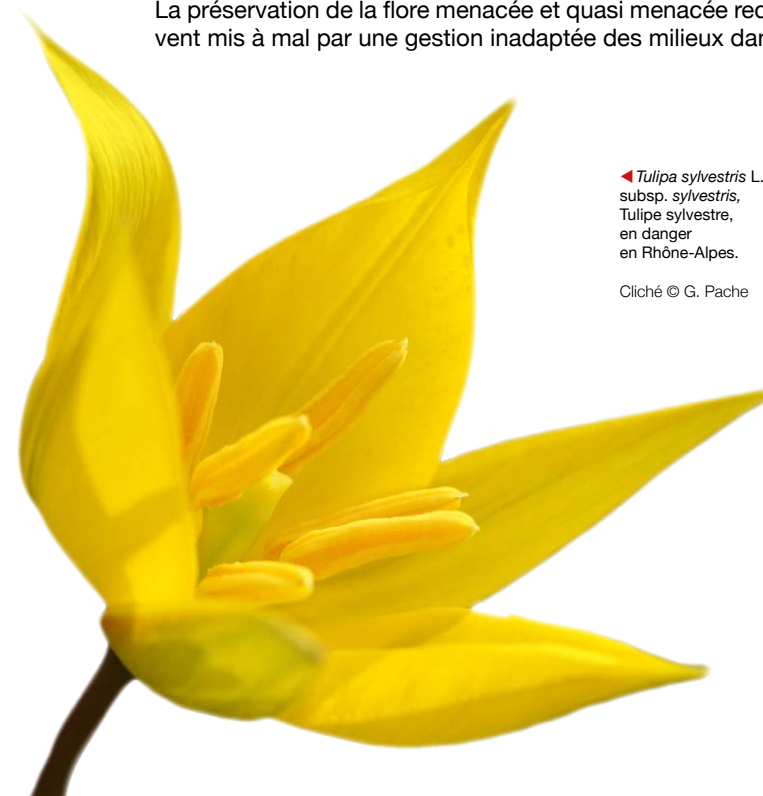 La préservation de la flore menacée et quasi menacée
vent mis à mal par une gestion inadaptée des milieux
◀ Tulipa sylvestris L.
subsp. sylvestris,
Tulipe sylvestre,
en danger
en Rhône-Alpes.
Cliché © G. Pache